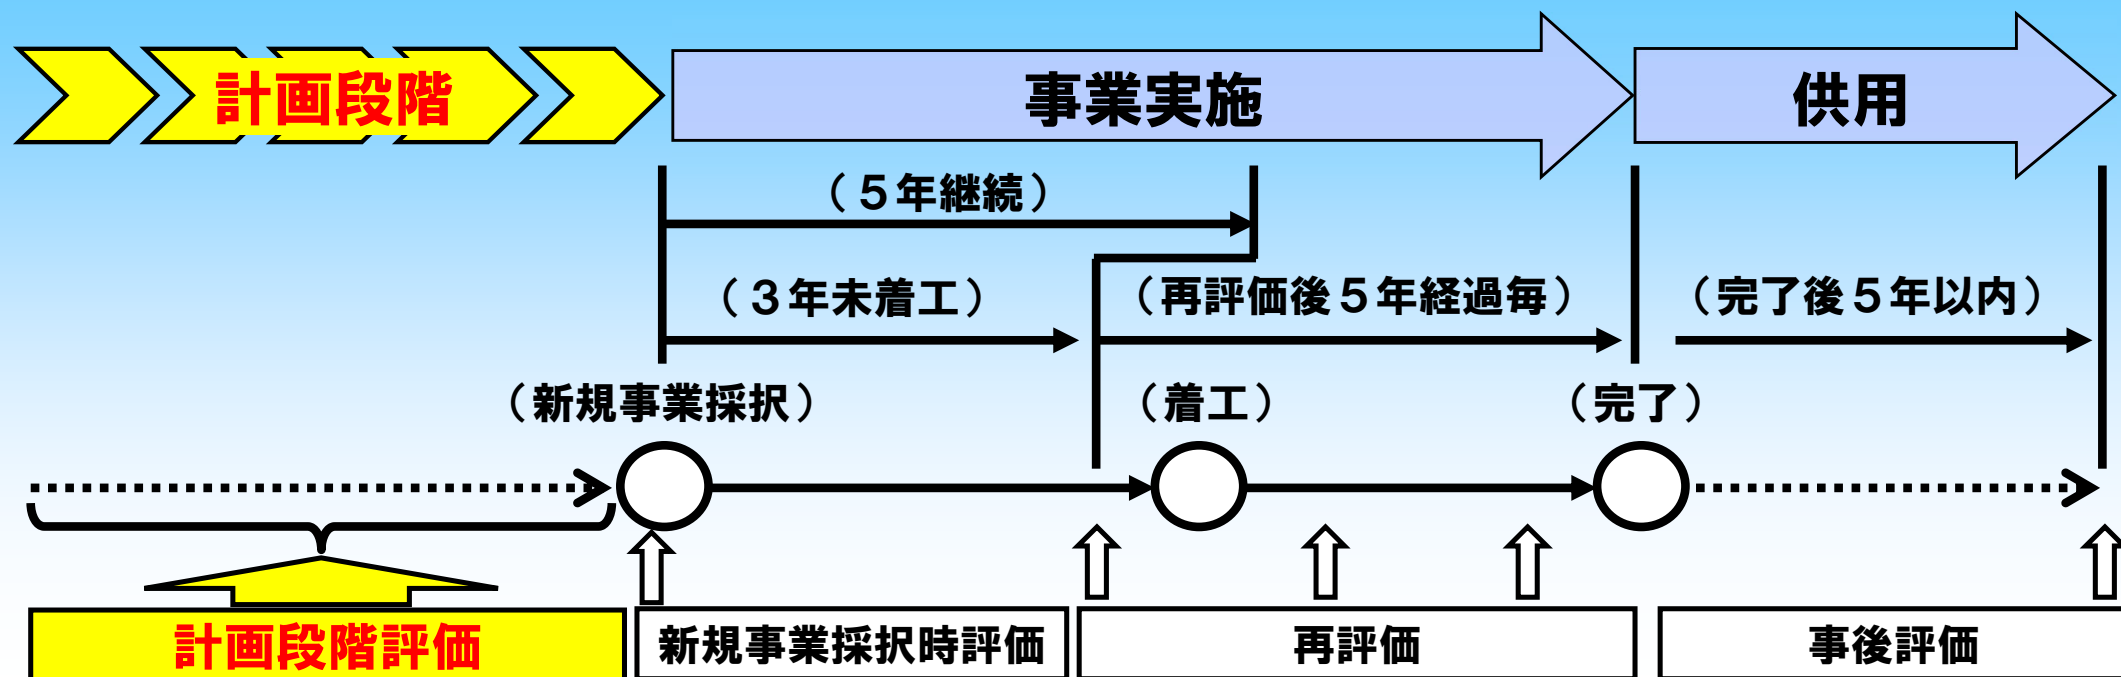 計画段階
事業実施
供用
（５年継続）
（３年未着工）
（再評価後５年経過毎）
（完了後５年以内）
（新規事業採択）
（着工）
（完了）
計画段階評価
新規事業採択時評価
再評価
事後評価